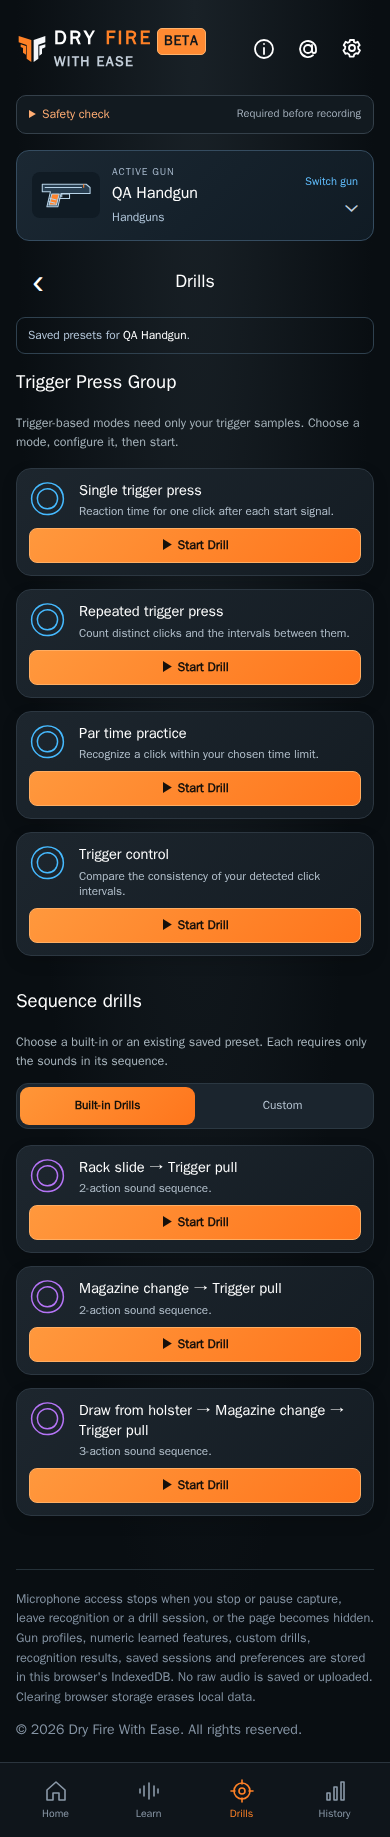 DRY FIRE BETA
WITH EASE
Safety check Required before recording
ACTIVE GUN
QA Handgun
Handguns
Switch gun
Drills
Saved presets for QA Handgun.
Trigger Press Group
Trigger-based modes need only your trigger samples. Choose a
mode, configure it, then start.
Single trigger press
Reaction time for one click after each start signal.
Start Drill
Repeated trigger press
Count distinct clicks and the intervals between them.
Start Drill
Par time practice
Recognize a click within your chosen time limit.
Start Drill
Trigger control
Compare the consistency of your detected click
intervals.
Start Drill
Sequence drills
Choose a built-in or an existing saved preset. Each requires only
the sounds in its sequence.
Built-in Drills Custom
Rack slide → Trigger pull
2-action sound sequence.
Start Drill
Magazine change → Trigger pull
2-action sound sequence.
Start Drill
Draw from holster → Magazine change →
Trigger pull
3-action sound sequence.
Start Drill
Microphone access stops when you stop or pause capture,
leave recognition or a drill session, or the page becomes hidden.
Gun profiles, numeric learned features, custom drills,
recognition results, saved sessions and preferences are stored
in this browser's IndexedDB. No raw audio is saved or uploaded.
Clearing browser storage erases local data.
© 2026 Dry Fire With Ease. All rights reserved.
Home Learn Drills History